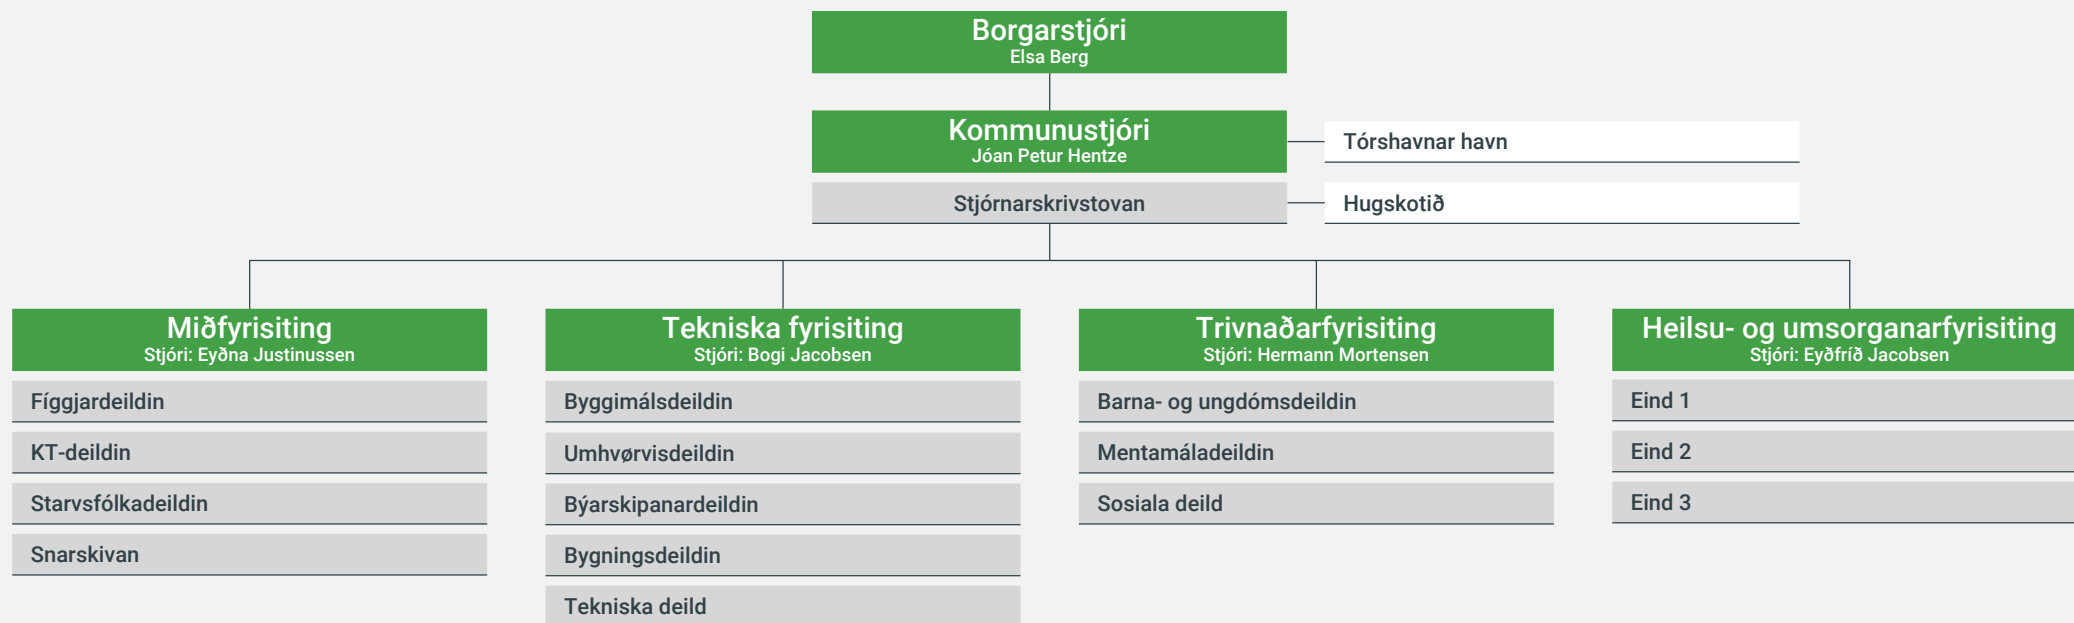 Borgarstjóri
Elsa Berg
Kommunustjóri
Jóan Petur Hentze
Tórshavnar havn
Stjórnarskrivstovan
Hugskotið
Miðfyrisiting
Stjóri: Eyðna Justinussen
Fíggjardeildin
KT-deildin
Starvsfólkadeildin
Snarskivan
Tekniska fyrisiting
Stjóri: Bogi Jacobsen
Byggimálsdeildin
Umhvørvisdeildin
Býarskipanardeildin
Bygningsdeildin
Tekniska deild
Trivnaðarfyrisiting
Stjóri: Hermann Mortensen
Barna- og ungdómsdeildin
Mentamáladeildin
Sosiala deild
Heilsu- og umsorganarfyrisiting
Stjóri: Eyðfríð Jacobsen
Eind 1
Eind 2
Eind 3